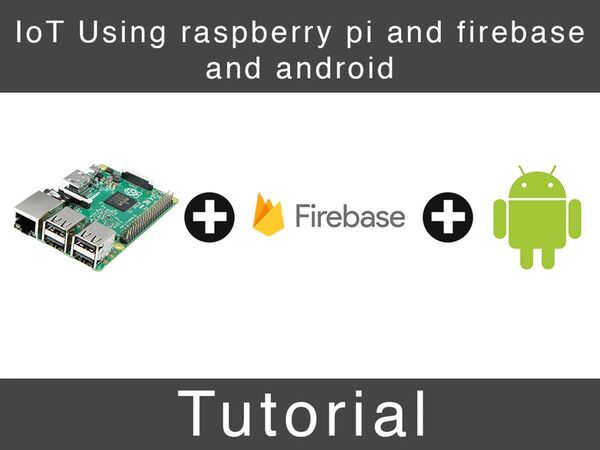 IoT Using raspberry pi and firebase
and android
Firebase
Tutorial